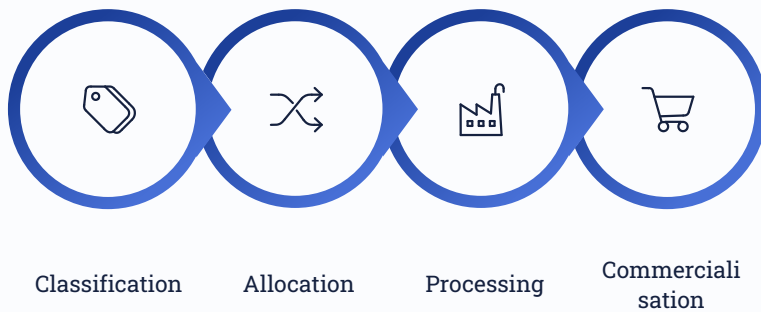 Classification
Allocation
Processing
Commerciali
sation